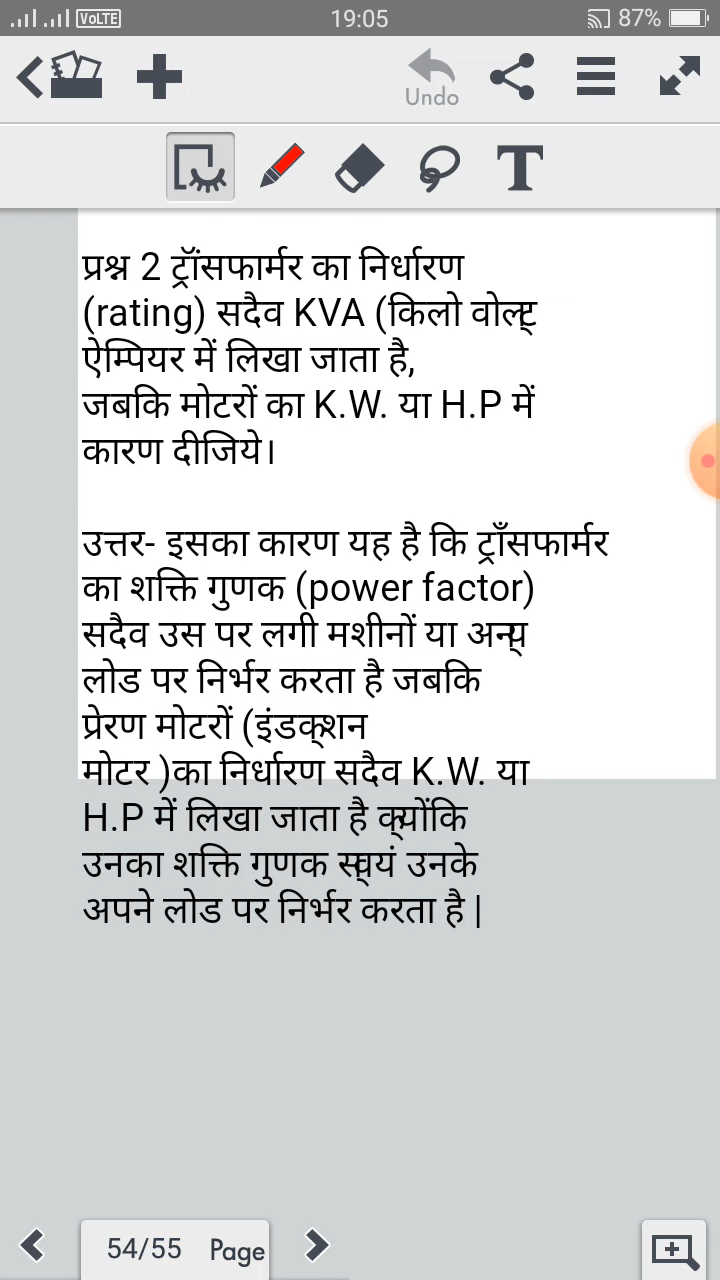 VoLTE 19:05 87%
Undo
T
प्रश्न 2 ट्रॉंसफार्मर का निर्धारण
(rating) सदैव KVA (किलो वोल्ट्
ऐम्पियर में लिखा जाता है,
जबकि मोटरों का K.W. या H.P में
कारण दीजिये।
उत्तर- इसका कारण यह है कि ट्राँसफार्मर
का शक्ति गुणक (power factor)
सदैव उस पर लगी मशीनों या अन्य्
लोड पर निर्भर करता है जबकि
प्रेरण मोटरों (इंडक्शन
मोटर )का निर्धारण सदैव K.W. या
H.P में लिखा जाता है क्योंकि
उनका शक्ति गुणक स्वयं उनके
अपने लोड पर निर्भर करता है |
54/55 Page